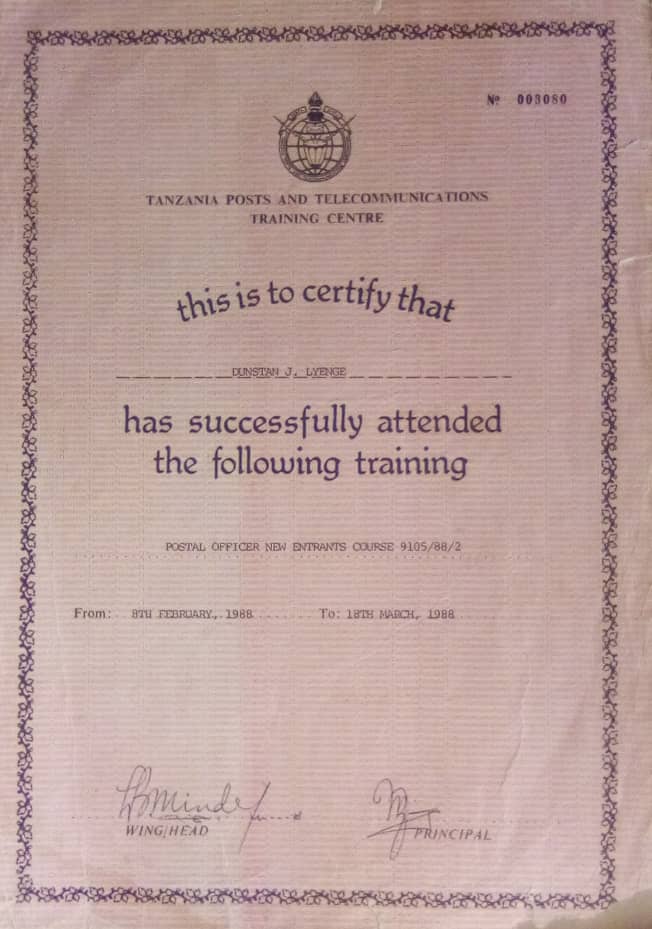 Nº 003080
TANZANIA POSTS AND TELECOMMUNICATIONS
TRAINING CENTRE
this is to certify that
DUNSTAN J. LYENGE
has successfully attended
the following training
POSTAL OFFICER NEW ENTRANTS COURSE 9105/88/2
From: 8TH FEBRUARY, 1988 To: 18TH MARCH, 1988
WING/HEAD
PRINCIPAL